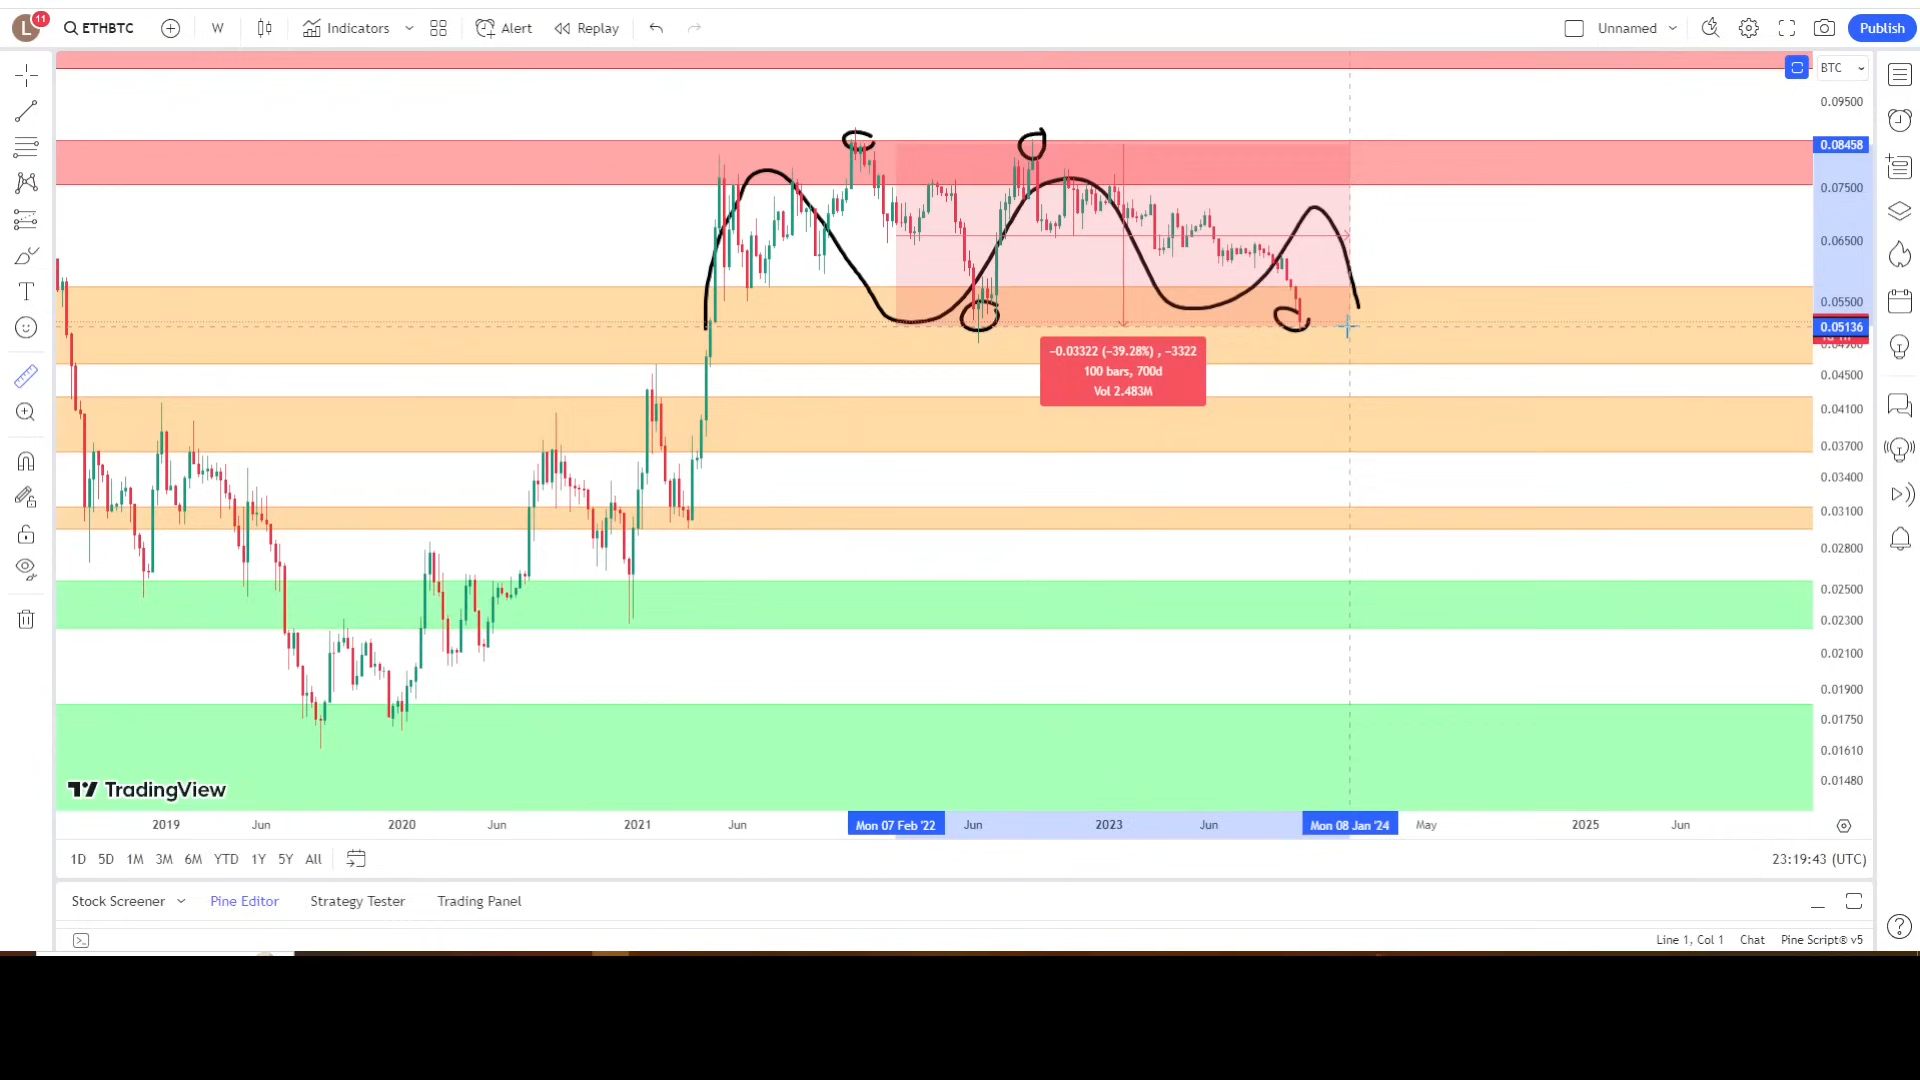 L 11 ETHBTC W Indicators Alert Replay Unnamed Publish
BTC
0.09500
0.08458
0.07500
0.06500
0.05500
0.05136
0.04500
0.04100
0.03700
0.03400
0.03100
0.02800
0.02500
0.02300
0.02100
0.01900
0.01750
0.01610
0.01480
−0.03322 (−39.28%) , −3322
100 bars, 700d
Vol 2.483M
TradingView
2019 Jun 2020 Jun 2021 Jun Mon 07 Feb '22 Jun 2023 Jun Mon 08 Jan '24 May 2025 Jun
1D 5D 1M 3M 6M YTD 1Y 5Y All 23:19:43 (UTC)
Stock Screener Pine Editor Strategy Tester Trading Panel
Line 1, Col 1 Chat Pine Script® v5